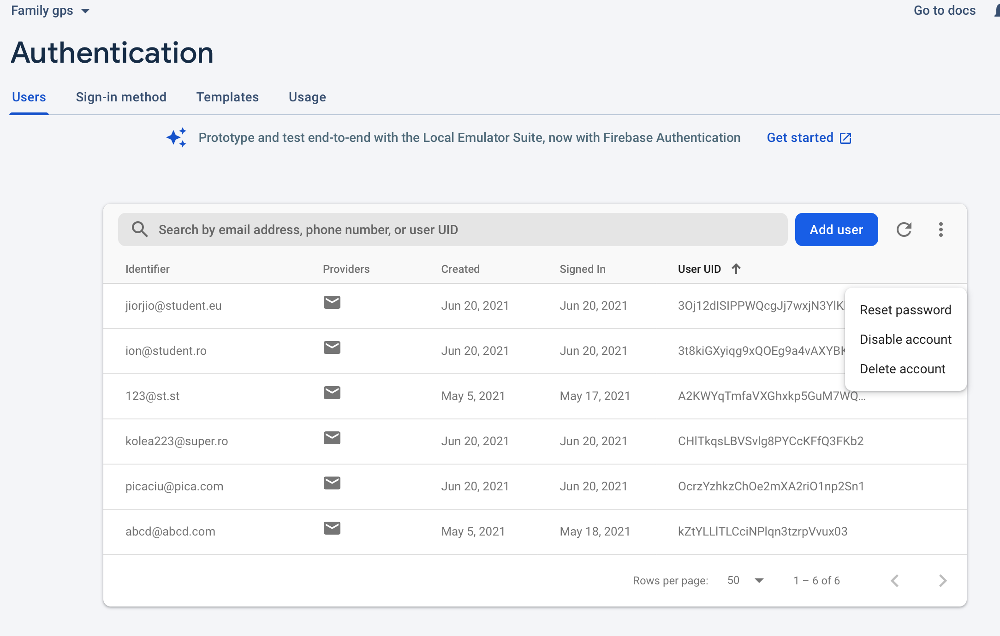 Family gps
Go to docs
Authentication
Users Sign-in method Templates Usage
Prototype and test end-to-end with the Local Emulator Suite, now with Firebase Authentication Get started
Search by email address, phone number, or user UID Add user
Identifier Providers Created Signed In User UID
jiorjio@student.eu Jun 20, 2021 Jun 20, 2021 3Oj12dISIPPWQcgJj7wxjN3YlK
ion@student.ro Jun 20, 2021 Jun 20, 2021 3t8kiGXyiqg9xQOEg9a4vAXYBK
123@st.st May 5, 2021 May 17, 2021 A2KWYqTmfaVXGhxkp5GuM7WQ...
kolea223@super.ro Jun 20, 2021 Jun 20, 2021 CHlTkqsLBVSvlg8PYCcKFfQ3FKb2
picaciu@pica.com Jun 20, 2021 Jun 20, 2021 OcrzYzhkzChOe2mXA2riO1np2Sn1
abcd@abcd.com May 5, 2021 May 18, 2021 kZtYLLlTLCciNPlqn3tzrpVvux03
Reset password
Disable account
Delete account
Rows per page: 50 1 – 6 of 6